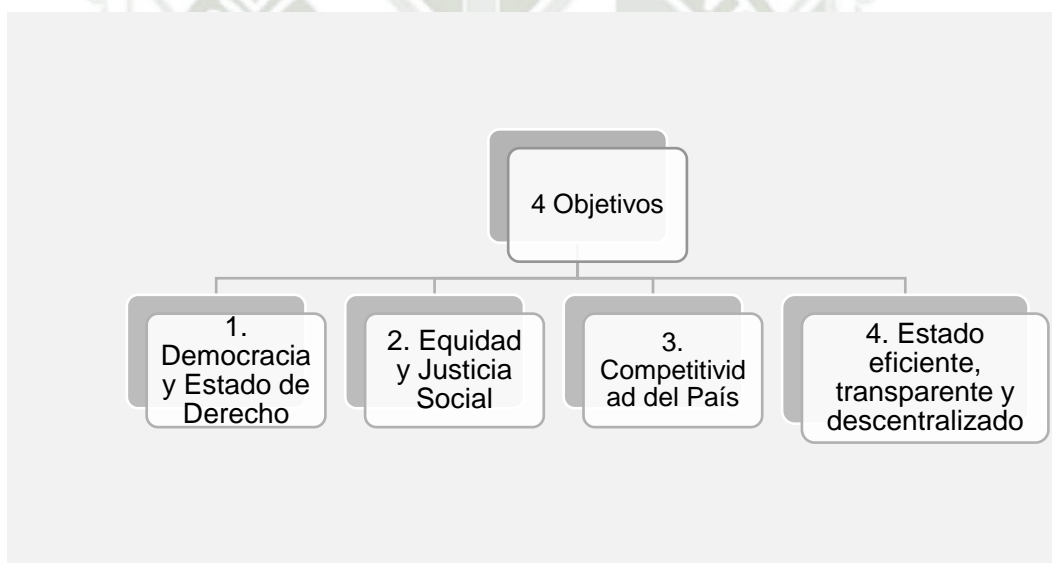 4 Objetivos
1.
Democracia
y Estado de
Derecho
2. Equidad
y Justicia
Social
3.
Competitivid
ad del País
4. Estado
eficiente,
transparente y
descentralizado